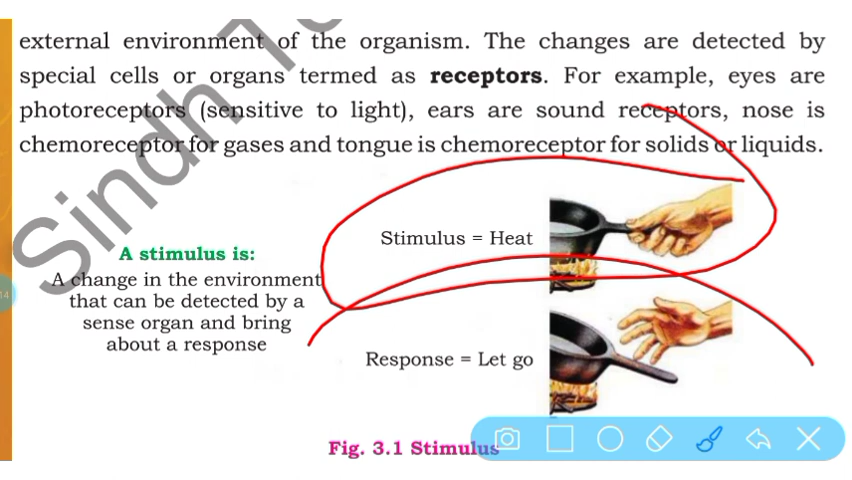 external environment of the organism. The changes are detected by
special cells or organs termed as receptors. For example, eyes are
photoreceptors (sensitive to light), ears are sound receptors, nose is
chemoreceptor for gases and tongue is chemoreceptor for solids or liquids.
Sindh
A stimulus is:
A change in the environment
that can be detected by a
sense organ and bring
about a response
Stimulus = Heat
Response = Let go
Fig. 3.1 Stimulus